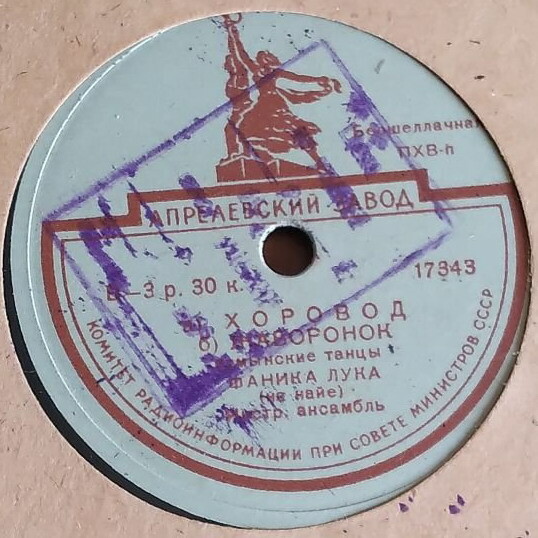 Бесшеллачная
ПХВ-п
АПРЕЛЕВСКИЙ ЗАВОД
В—3 р. 30 к.
17343
а) ХОРОВОД
б) ЖАВОРОНОК
румынские танцы
ФАНИКА ЛУКА
(на найе)
инстр. ансамбль
КОМИТЕТ РАДИОИНФОРМАЦИИ ПРИ СОВЕТЕ МИНИСТРОВ СССР